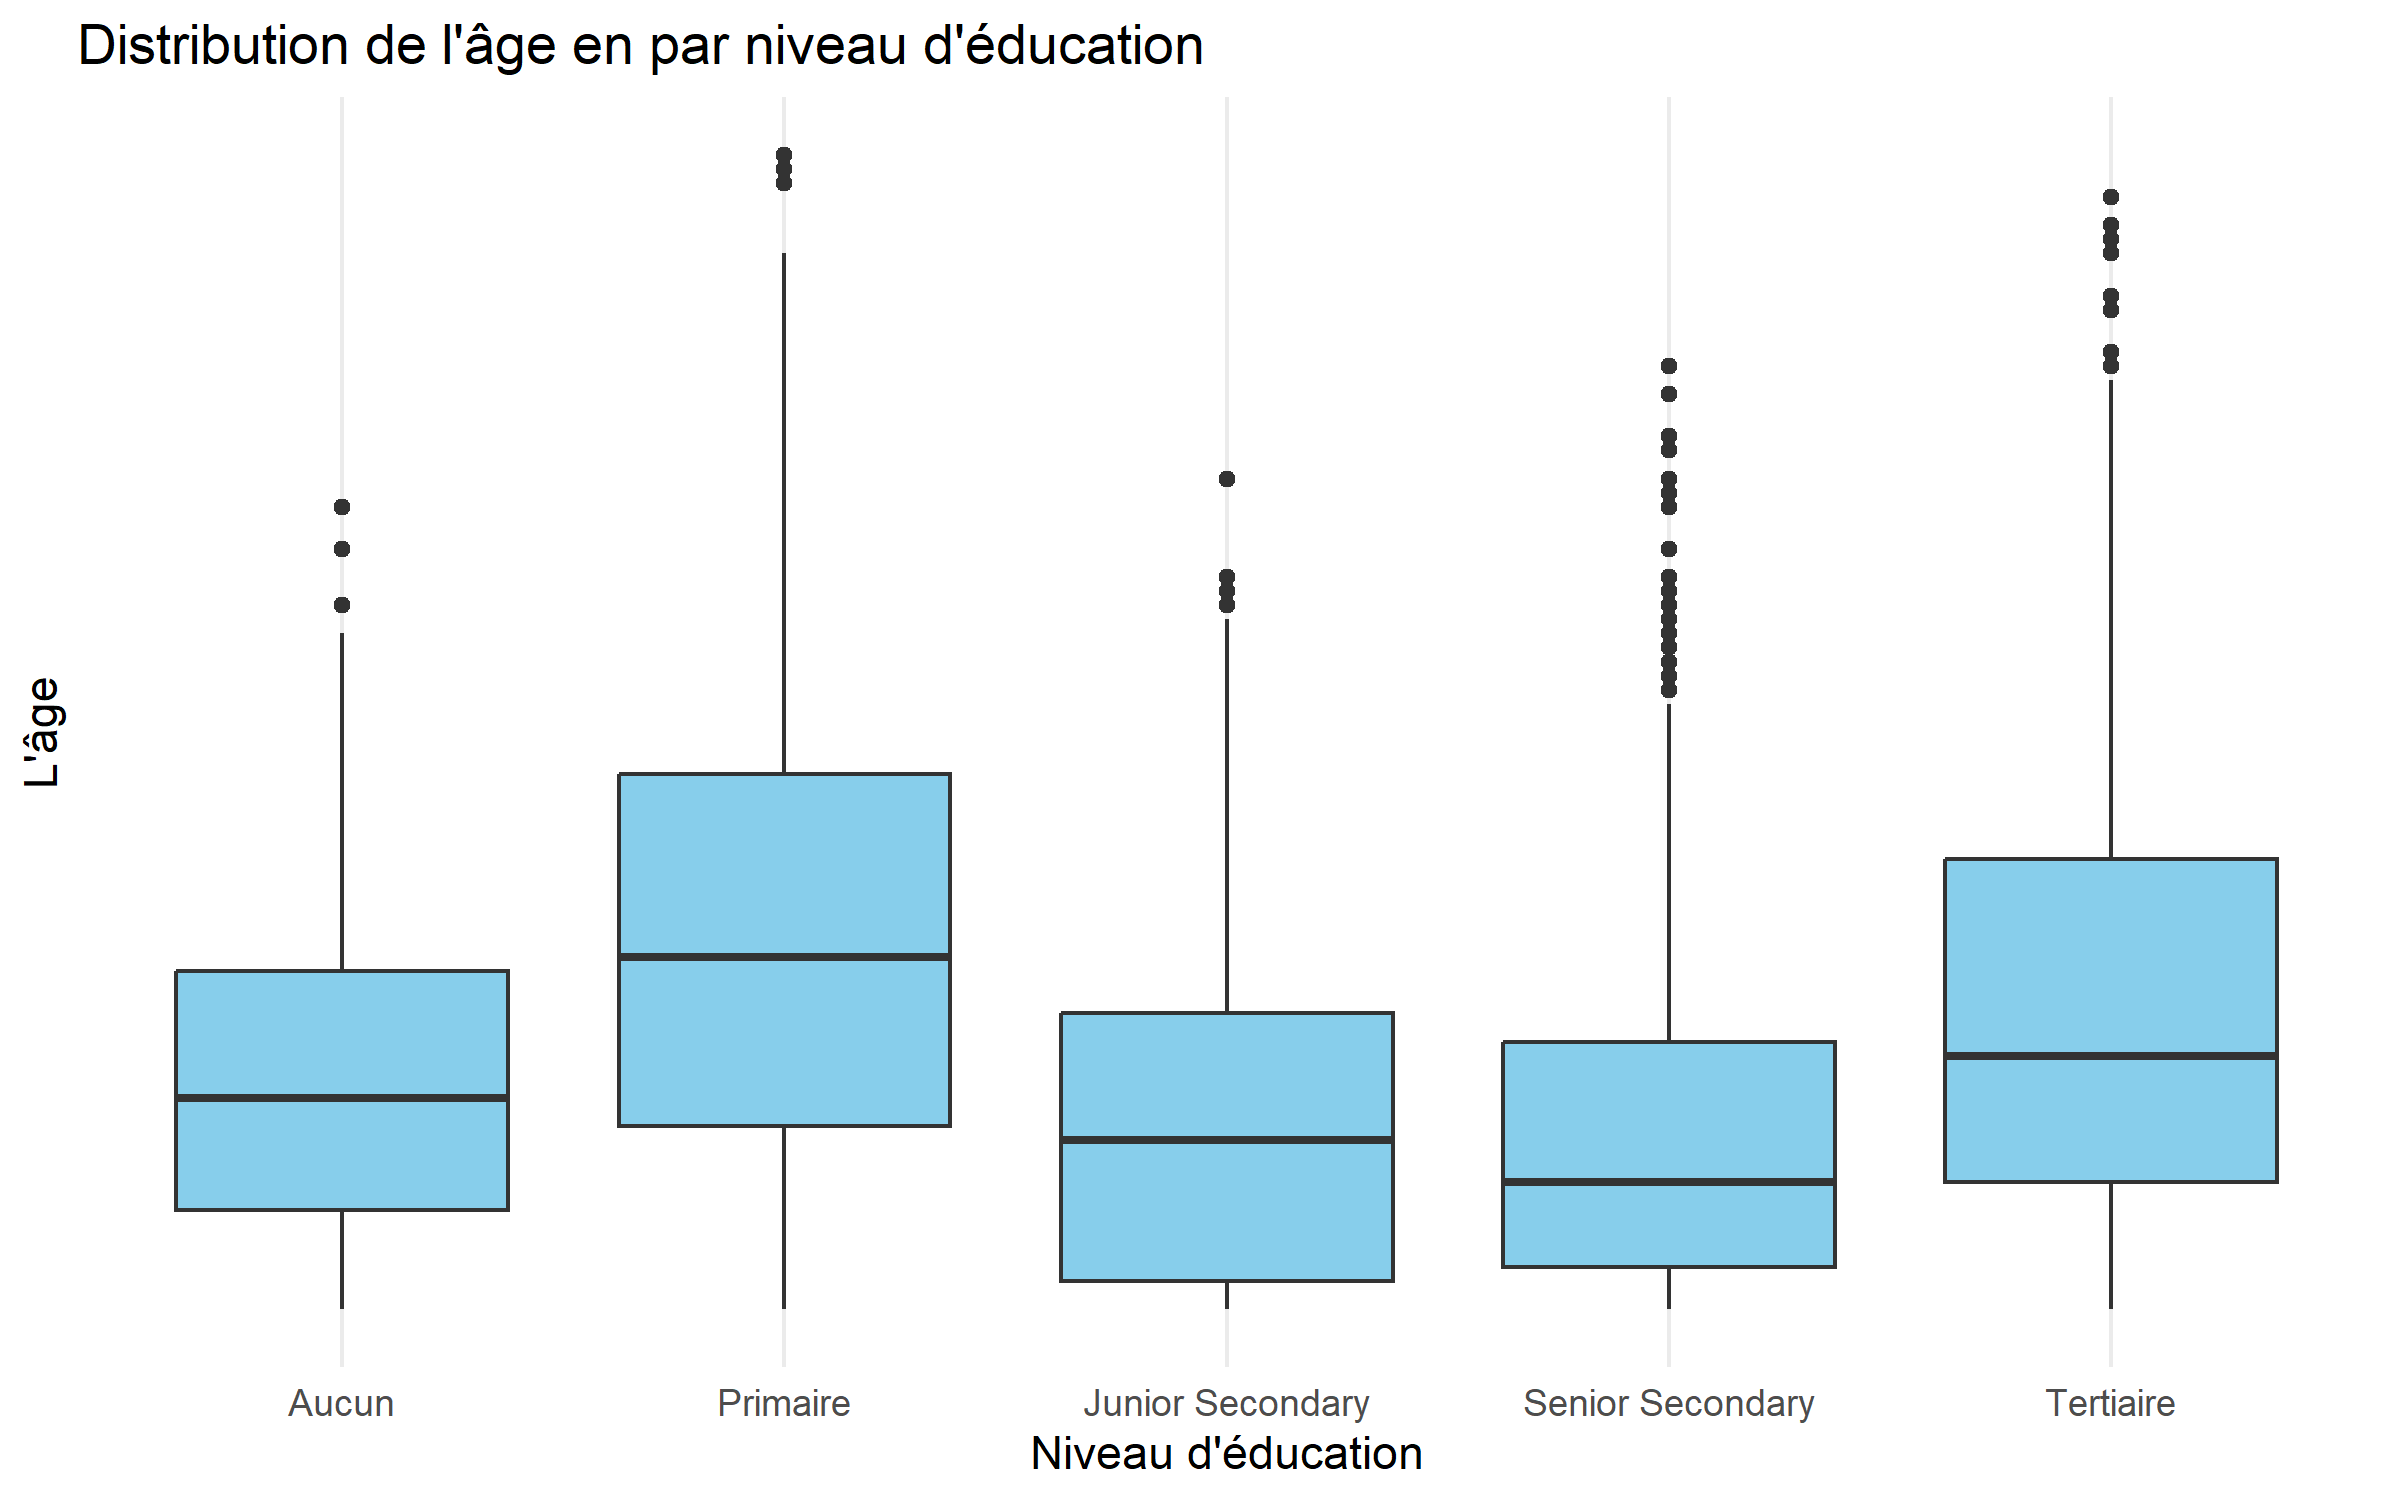 Distribution de l'âge en par niveau d'éducation
L'âge
Aucun
Primaire
Junior Secondary
Senior Secondary
Tertiaire
Niveau d'éducation